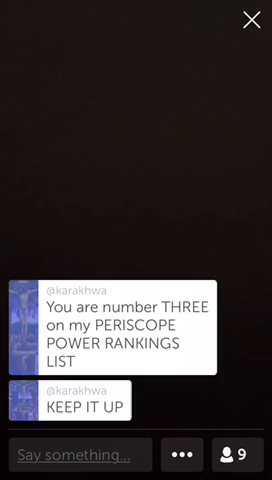 @karakhwa
You are number THREE
on my PERISCOPE
POWER RANKINGS
LIST
@karakhwa
KEEP IT UP
Say something...
9